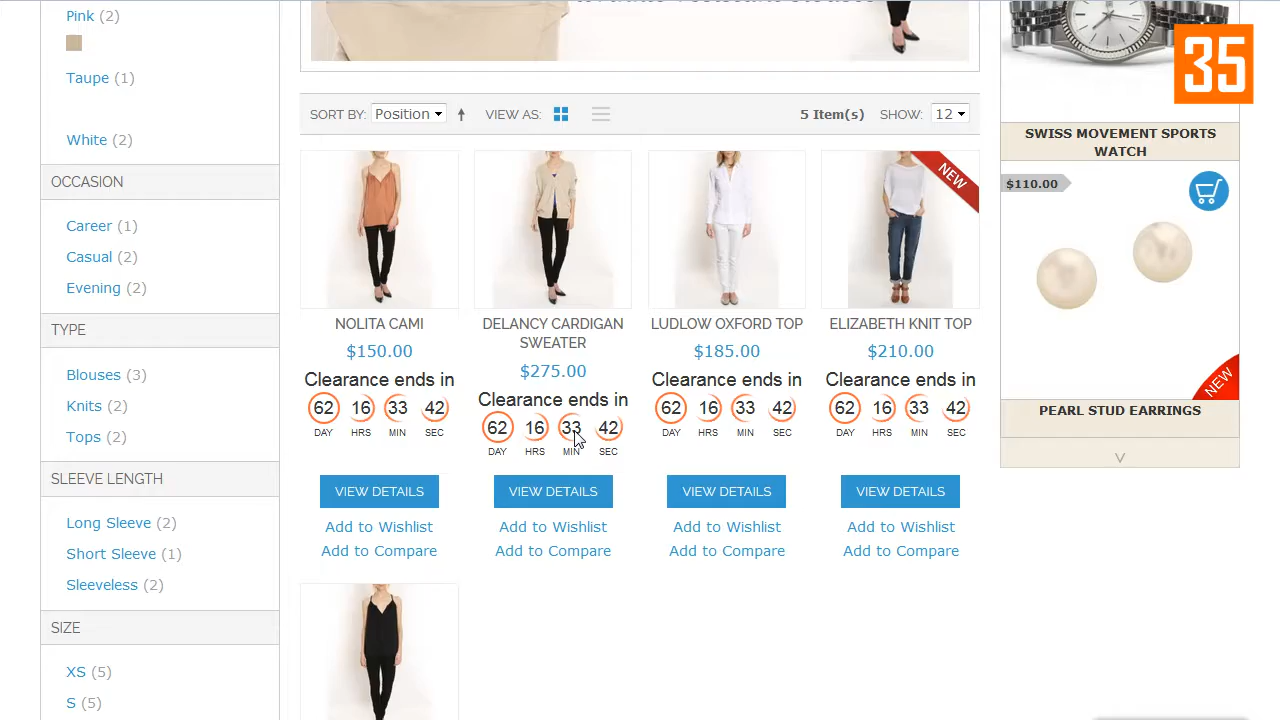 Pink (2)
Taupe (1)
White (2)
OCCASION
Career (1)
Casual (2)
Evening (2)
TYPE
Blouses (3)
Knits (2)
Tops (2)
SLEEVE LENGTH
Long Sleeve (2)
Short Sleeve (1)
Sleeveless (2)
SIZE
XS (5)
S (5)
SORT BY: Position VIEW AS: 5 Item(s) SHOW: 12
NEW
NOLITA CAMI
$150.00
Clearance ends in
62 16 33 42
DAY HRS MIN SEC
VIEW DETAILS
Add to Wishlist
Add to Compare
DELANCY CARDIGAN
SWEATER
$275.00
Clearance ends in
62 16 33 42
DAY HRS MIN SEC
VIEW DETAILS
Add to Wishlist
Add to Compare
LUDLOW OXFORD TOP
$185.00
Clearance ends in
62 16 33 42
DAY HRS MIN SEC
VIEW DETAILS
Add to Wishlist
Add to Compare
ELIZABETH KNIT TOP
$210.00
Clearance ends in
62 16 33 42
DAY HRS MIN SEC
VIEW DETAILS
Add to Wishlist
Add to Compare
35
SWISS MOVEMENT SPORTS
WATCH
$110.00
NEW
PEARL STUD EARRINGS